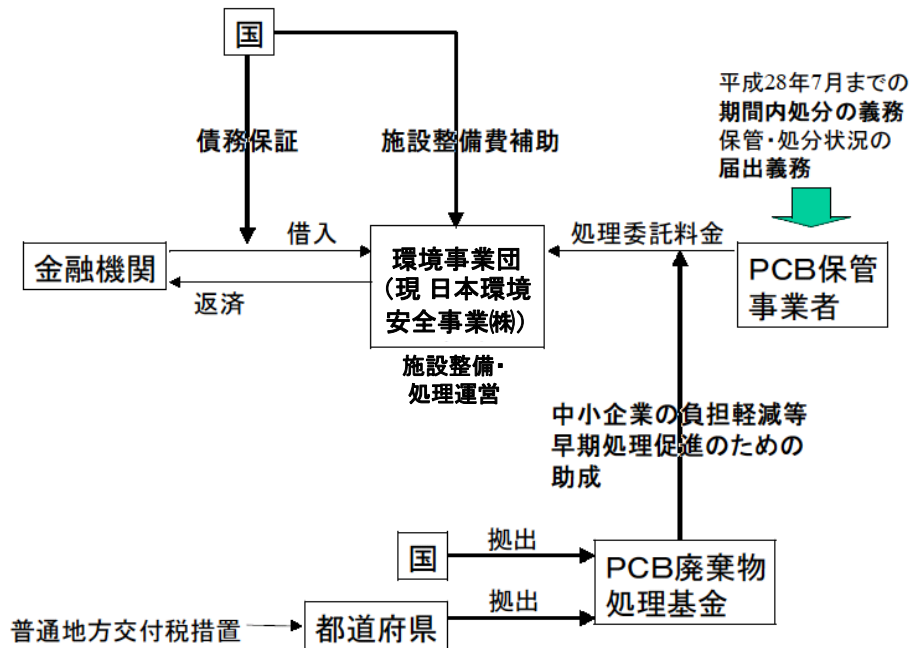 国
平成28年7月までの
期間内処分の義務
保管・処分状況の
届出義務
債務保証
施設整備費補助
借入
処理委託料金
金融機関
環境事業団
(現 日本環境
安全事業㈱)
PCB保管
事業者
返済
施設整備・
処理運営
中小企業の負担軽減等
早期処理促進のための
助成
国
拠出
PCB廃棄物
処理基金
拠出
普通地方交付税措置
都道府県